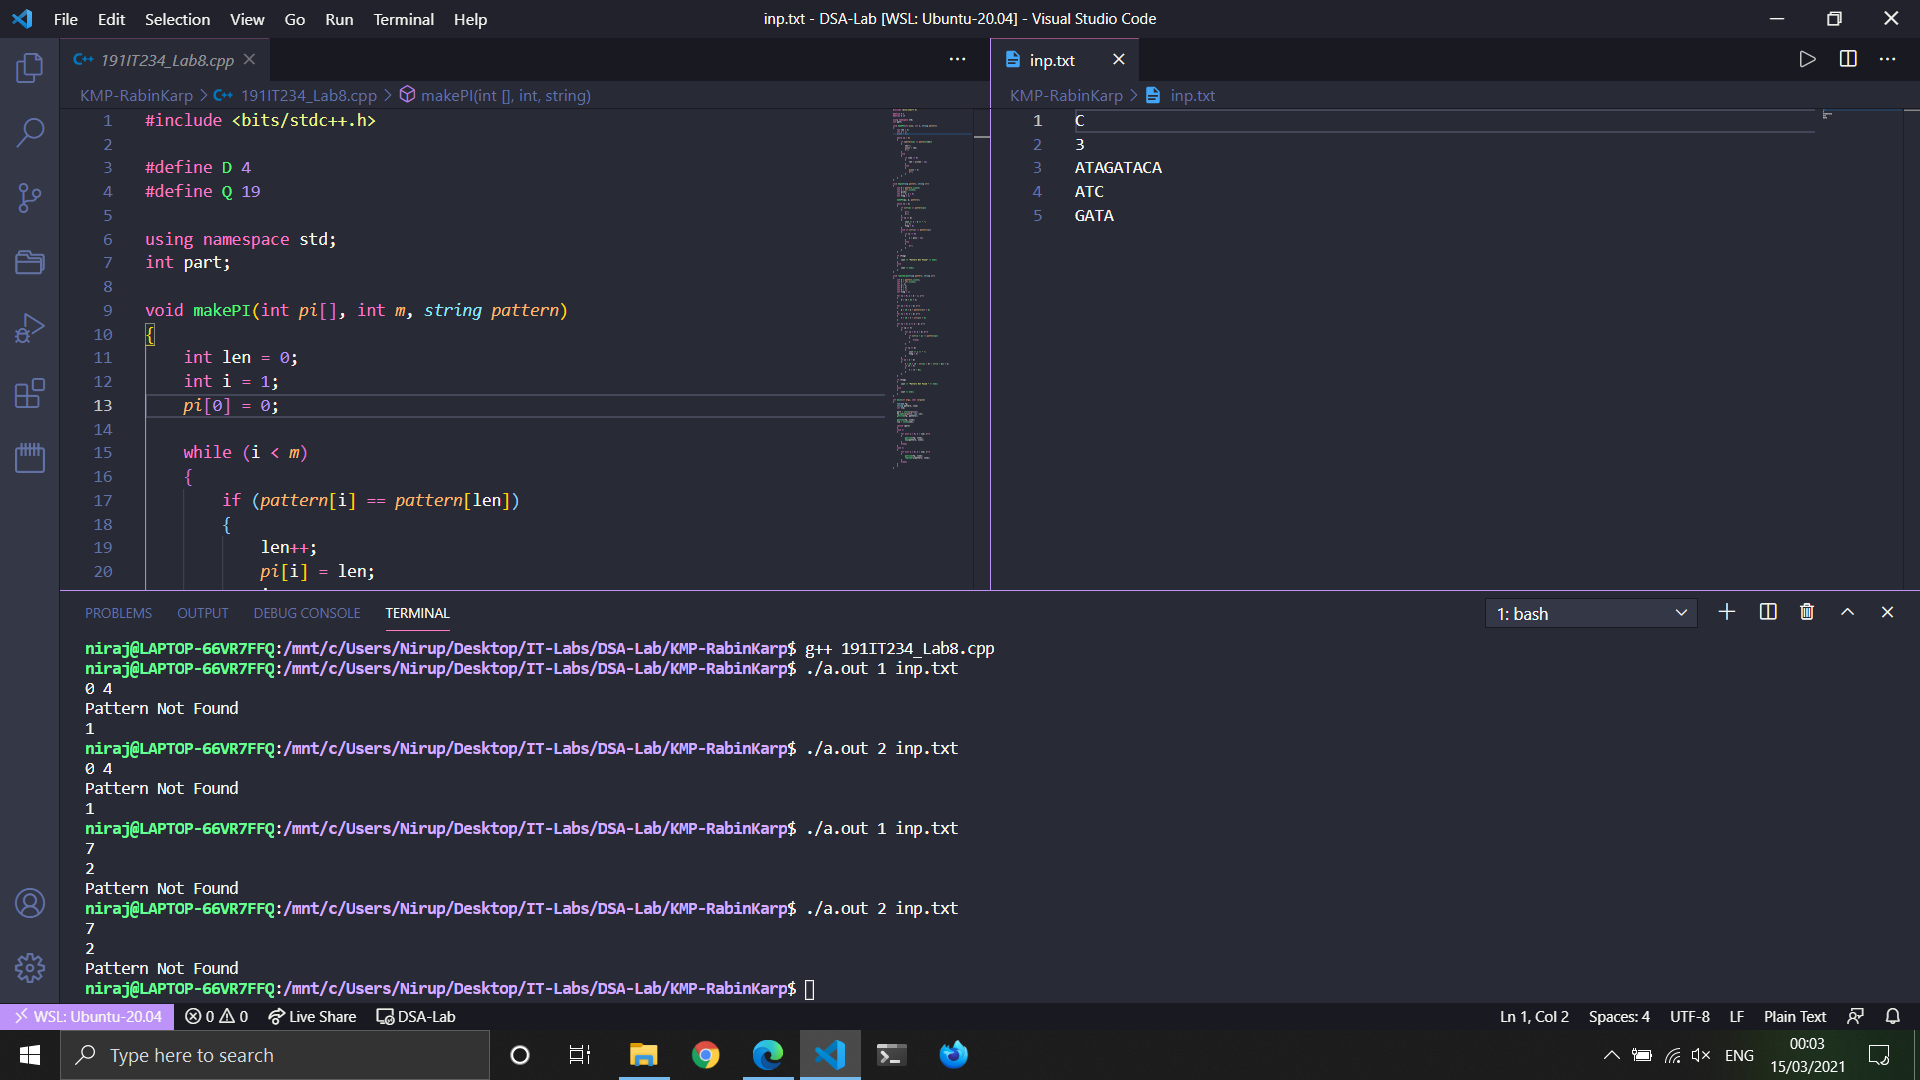 File Edit Selection View Go Run Terminal Help
inp.txt - DSA-Lab [WSL: Ubuntu-20.04] - Visual Studio Code
C++ 191IT234_Lab8.cpp
KMP-RabinKarp > C++ 191IT234_Lab8.cpp > makePI(int [], int, string)
1 #include <bits/stdc++.h>
2
3 #define D 4
4 #define Q 19
5
6 using namespace std;
7 int part;
8
9 void makePI(int pi[], int m, string pattern)
10 {
11 int len = 0;
12 int i = 1;
13 pi[0] = 0;
14
15 while (i < m)
16 {
17 if (pattern[i] == pattern[len])
18 {
19 len++;
20 pi[i] = len;
inp.txt
KMP-RabinKarp > inp.txt
1 C
2 3
3 ATAGATACA
4 ATC
5 GATA
PROBLEMS OUTPUT DEBUG CONSOLE TERMINAL
1: bash
niraj@LAPTOP-66VR7FFQ:/mnt/c/Users/Nirup/Desktop/IT-Labs/DSA-Lab/KMP-RabinKarp$ g++ 191IT234_Lab8.cpp
niraj@LAPTOP-66VR7FFQ:/mnt/c/Users/Nirup/Desktop/IT-Labs/DSA-Lab/KMP-RabinKarp$ ./a.out 1 inp.txt
0 4
Pattern Not Found
1
niraj@LAPTOP-66VR7FFQ:/mnt/c/Users/Nirup/Desktop/IT-Labs/DSA-Lab/KMP-RabinKarp$ ./a.out 2 inp.txt
0 4
Pattern Not Found
1
niraj@LAPTOP-66VR7FFQ:/mnt/c/Users/Nirup/Desktop/IT-Labs/DSA-Lab/KMP-RabinKarp$ ./a.out 1 inp.txt
7
2
Pattern Not Found
niraj@LAPTOP-66VR7FFQ:/mnt/c/Users/Nirup/Desktop/IT-Labs/DSA-Lab/KMP-RabinKarp$ ./a.out 2 inp.txt
7
2
Pattern Not Found
niraj@LAPTOP-66VR7FFQ:/mnt/c/Users/Nirup/Desktop/IT-Labs/DSA-Lab/KMP-RabinKarp$
WSL: Ubuntu-20.04 0 0 Live Share DSA-Lab
Ln 1, Col 2 Spaces: 4 UTF-8 LF Plain Text
Type here to search
ENG
00:03
15/03/2021